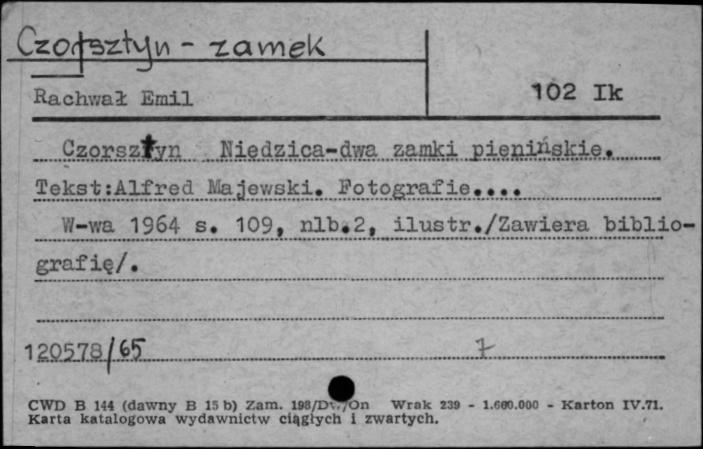 Czorsztyn - zamek
Rachwał Emil
102 Ik
Czorsztyn Niedzica-dwa zamki pienińskie.
Tekst:Alfred Majewski. Fotografie....
W-wa 1964 s. 109, nlb.2, ilustr./Zawiera biblio-
grafię/.
120578/65 7
CWD B 144 (dawny B 15 b) Zam. 198/Dw./On Wrak 239 - 1.600.000 - Karton IV.71.
Karta katalogowa wydawnictw ciągłych i zwartych.